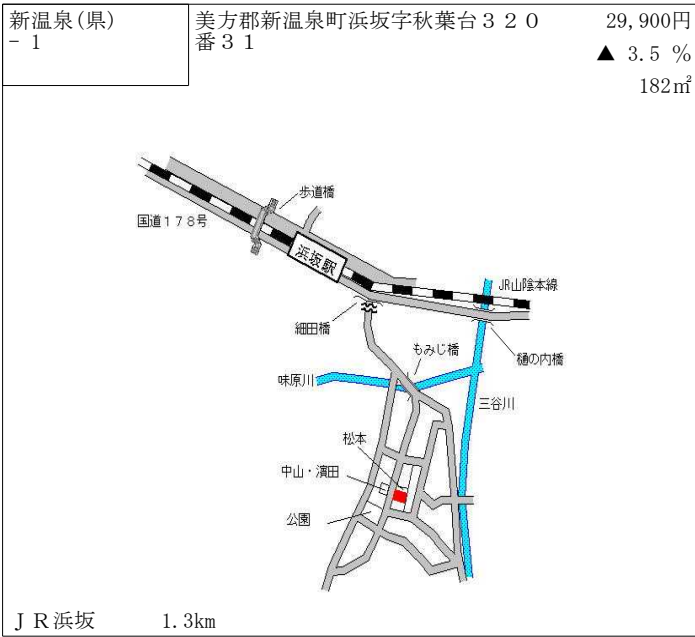 新温泉(県)
－1
美方郡新温泉町浜坂字秋葉台３２０
番３１
29,900円
▲ 3.5 %
182㎡
歩道橋
国道１７８号
浜坂駅
JR山陰本線
細田橋
もみじ橋
樋の内橋
味原川
三谷川
松本
中山・濵田
公園
ＪＲ浜坂 1.3km